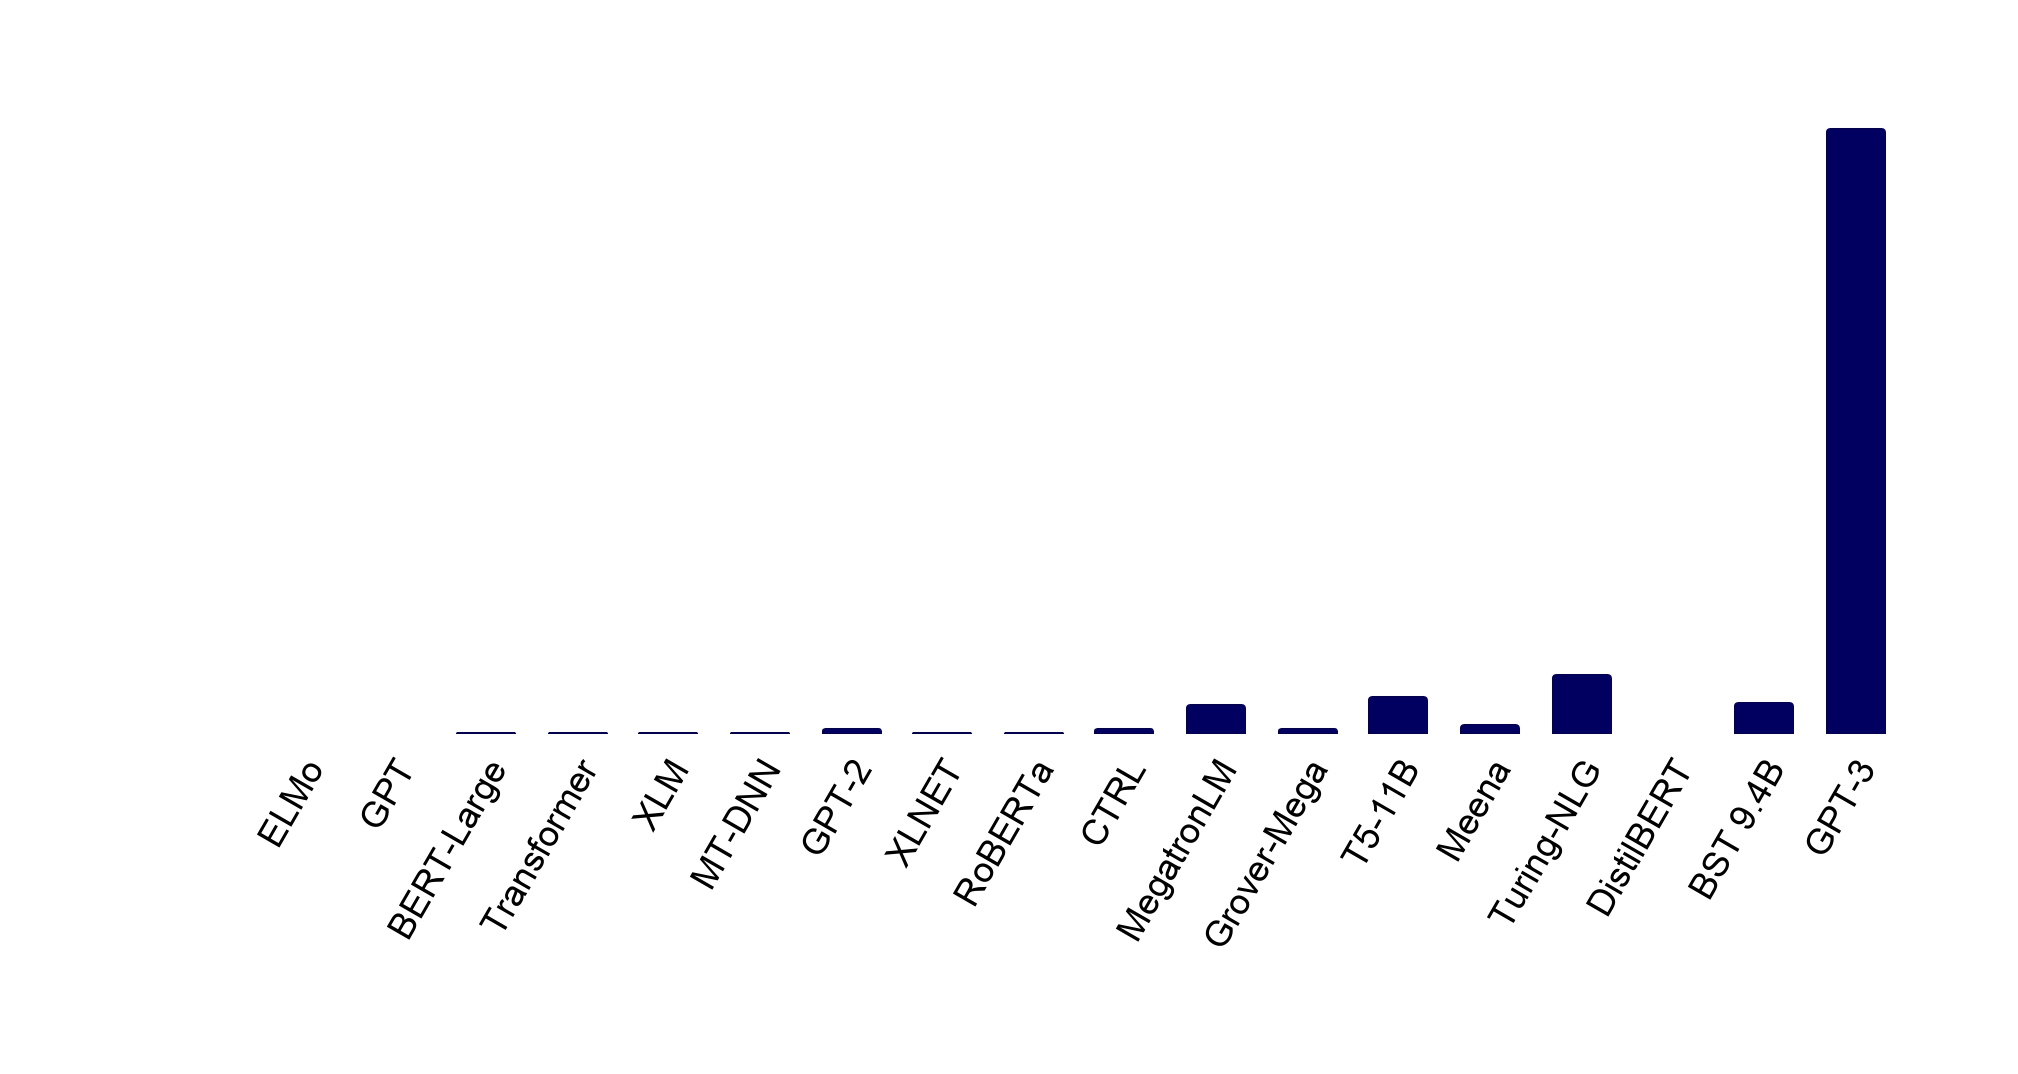 ELMo
GPT
BERT-Large
Transformer
XLM
MT-DNN
GPT-2
XLNET
RoBERTa
CTRL
MegatronLM
Grover-Mega
T5-11B
Meena
Turing-NLG
DistilBERT
BST 9.4B
GPT-3